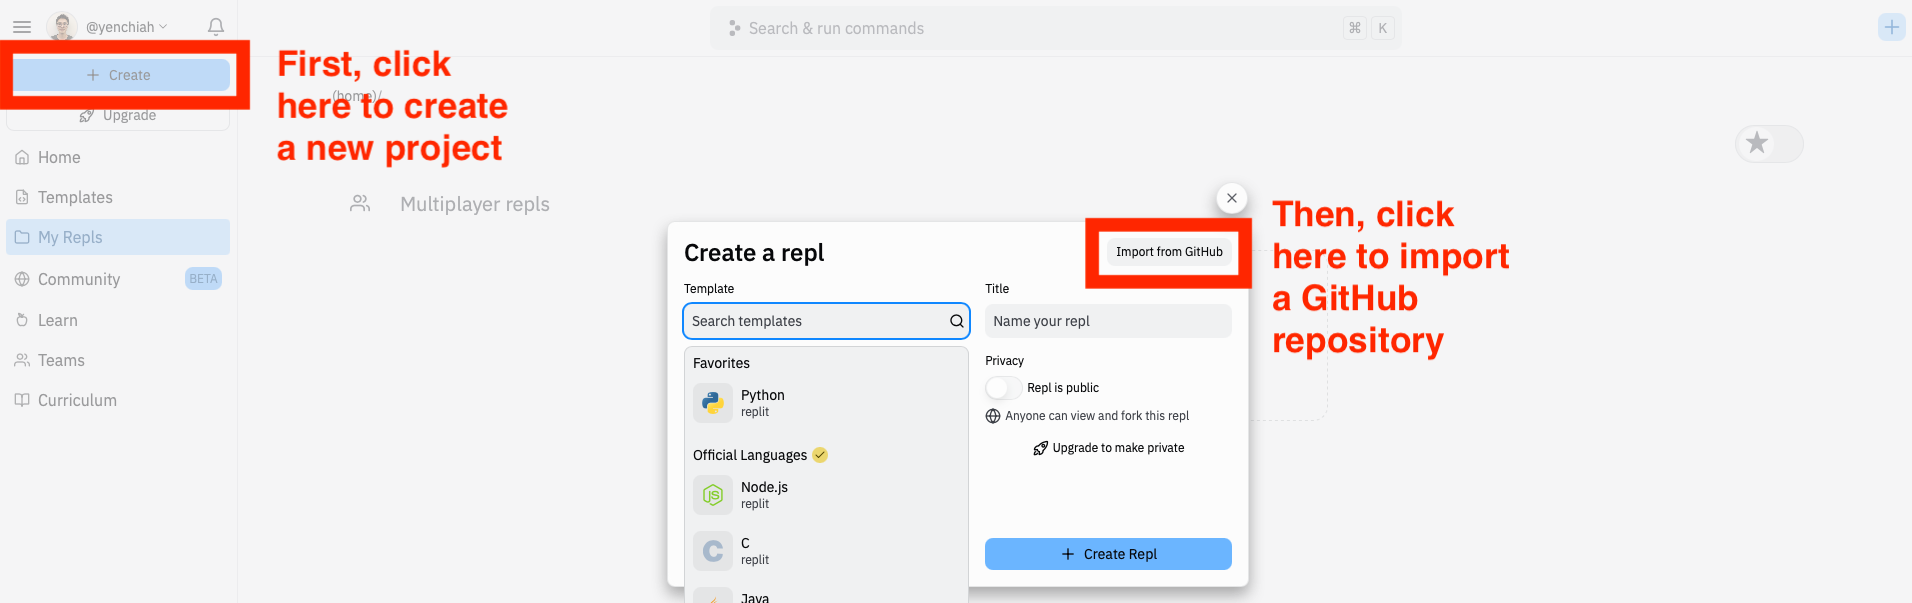 @yenchiah
Search & run commands
⌘ K
+ Create
First, click
here to create
a new project
(home)/
Upgrade
Home
Templates
My Repls
Community BETA
Learn
Teams
Curriculum
Multiplayer repls
Create a repl
Import from GitHub
Then, click
here to import
a GitHub
repository
Template
Search templates
Title
Name your repl
Favorites
Python
replit
Official Languages
Node.js
replit
C
replit
Java
Privacy
Repl is public
Anyone can view and fork this repl
Upgrade to make private
+ Create Repl